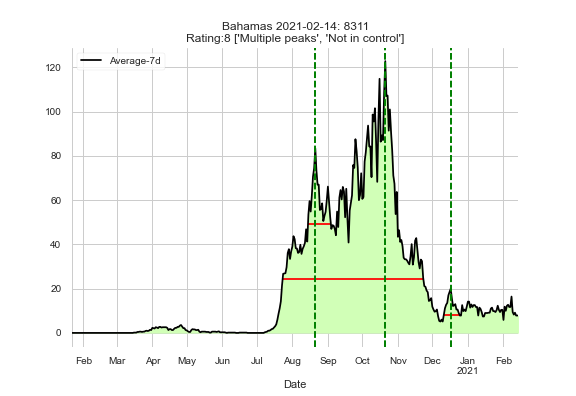 Bahamas 2021-02-14: 8311
Rating:8 ['Multiple peaks', 'Not in control']
Average-7d
120
100
80
60
40
20
0
Feb Mar Apr May Jun Jul Aug Sep Oct Nov Dec Jan Feb
2021
Date